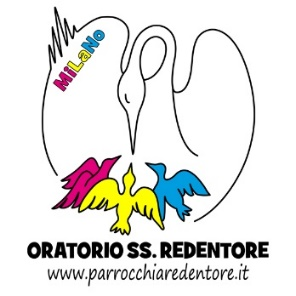 MiLaNo
ORATORIO SS. REDENTORE
www.parrocchiaredentore.it